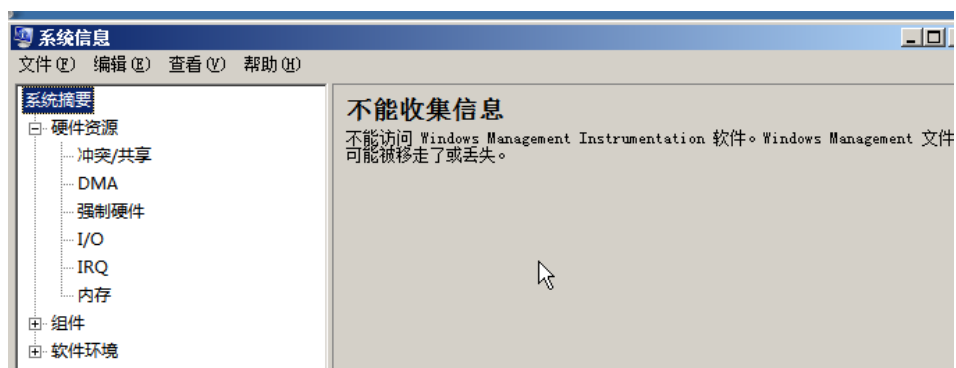 系统信息
文件(F) 编辑(E) 查看(V) 帮助(H)
系统摘要
硬件资源
冲突/共享
DMA
强制硬件
I/O
IRQ
内存
组件
软件环境
不能收集信息
不能访问 Windows Management Instrumentation 软件。Windows Management 文件
可能被移走了或丢失。